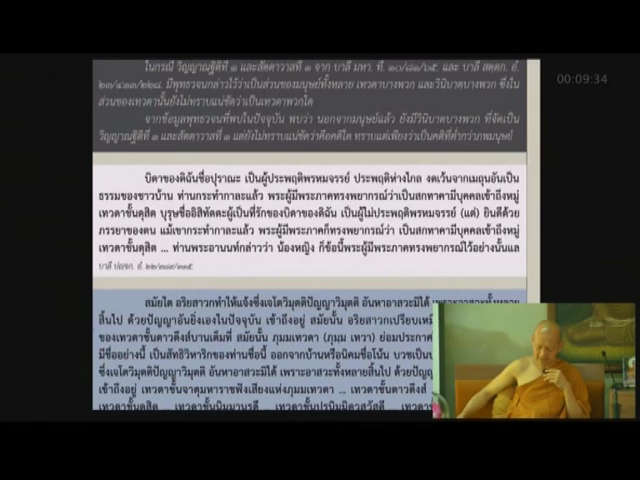 ในกรณี วิญญาณฐิติที่ ๑ และสัตตาวาสที่ ๑ จาก บาลี มหา. ที. ๑๐/๘๑/๖๕. และ บาลี สตฺตก. อํ.
๒๓/๔๑/๔๑/๒๒๘. มีพุทธวจนกล่าวไว้ว่าเป็นส่วนของมนุษย์ทั้งหลาย เทวดาบางพวก และวินิบาตบางพวก ซึ่งใน
ส่วนของเทวดานั้นยังไม่ทราบแน่ชัดว่าเป็นเทวดาพวกใด
จากข้อมูลพุทธวจนที่พบในปัจจุบัน พบว่า นอกจากมนุษย์แล้ว ยังมีวินิบาตบางพวก ที่จัดเป็น
วิญญาณฐิติที่ ๑ และสัตตาวาสที่ ๑ แต่ยังไม่ทราบแน่ชัดว่าคือคติใด ทราบแต่เพียงว่าเป็นคติที่ต่ำกว่าภพมนุษย์
00:09:34
บิดาของดิฉันชื่อปุราณะ เป็นผู้ประพฤติพรหมจรรย์ ประพฤติห่างไกล งดเว้นจากเมถุนอันเป็น
ธรรมของชาวบ้าน ท่านกระทำกาละแล้ว พระผู้มีพระภาคทรงพยากรณ์ว่าเป็นสกทาคามีบุคคลเข้าถึงหมู่
เทวดาชั้นดุสิต บุรุษชื่ออิสิทัตตะผู้เป็นที่รักของบิดาของดิฉัน เป็นผู้ไม่ประพฤติพรหมจรรย์ (แต่) ยินดีด้วย
ภรรยาของตน แม้เขากระทำกาละแล้ว พระผู้มีพระภาคก็ทรงพยากรณ์ว่า เป็นสกทาคามีบุคคลเข้าถึงหมู่
เทวดาชั้นดุสิต ... ท่านพระอานนท์กล่าวว่า น้องหญิง ก็ข้อนี้พระผู้มีพระภาคทรงพยากรณ์ไว้อย่างนั้นแล
สมัยใด อริยสาวกทำให้แจ้งซึ่งเจโตวิมุตติปัญญาวิมุตติ อันหาอาสวะมิได้ เพราะอาสวะทั้งหลาย
สิ้นไป ด้วยปัญญาอันยิ่งเองในปัจจุบัน เข้าถึงอยู่ สมัยนั้น อริยสาวกเปรียบเหมื
ของเทวดาชั้นดาวดึงส์บานเต็มที่ สมัยนั้น ภุมมเทวดา (ภุมฺม เทวา) ย่อมประกาศ
มีชื่ออย่างนี้ เป็นสัทธิวิหาริกของท่านชื่อนี้ ออกจากบ้านหรือนิคมชื่อโน้น บวชเป็นบ
ซึ่งเจโตวิมุตติปัญญาวิมุตติ อันหาอาสวะมิได้ เพราะอาสวะทั้งหลายสิ้นไป ด้วยปัญญ
เข้าถึงอยู่ เทวดาชั้นจาตุมหาราชฟังเสียงแห่งภุมมเทวดา ... เทวดาชั้นดาวดึงส์
เทวดาชั้นดุสิต ... เทวดาชั้นนิมมานรดี ... เทวดาชั้นปรนิมมิตวสวัสดี